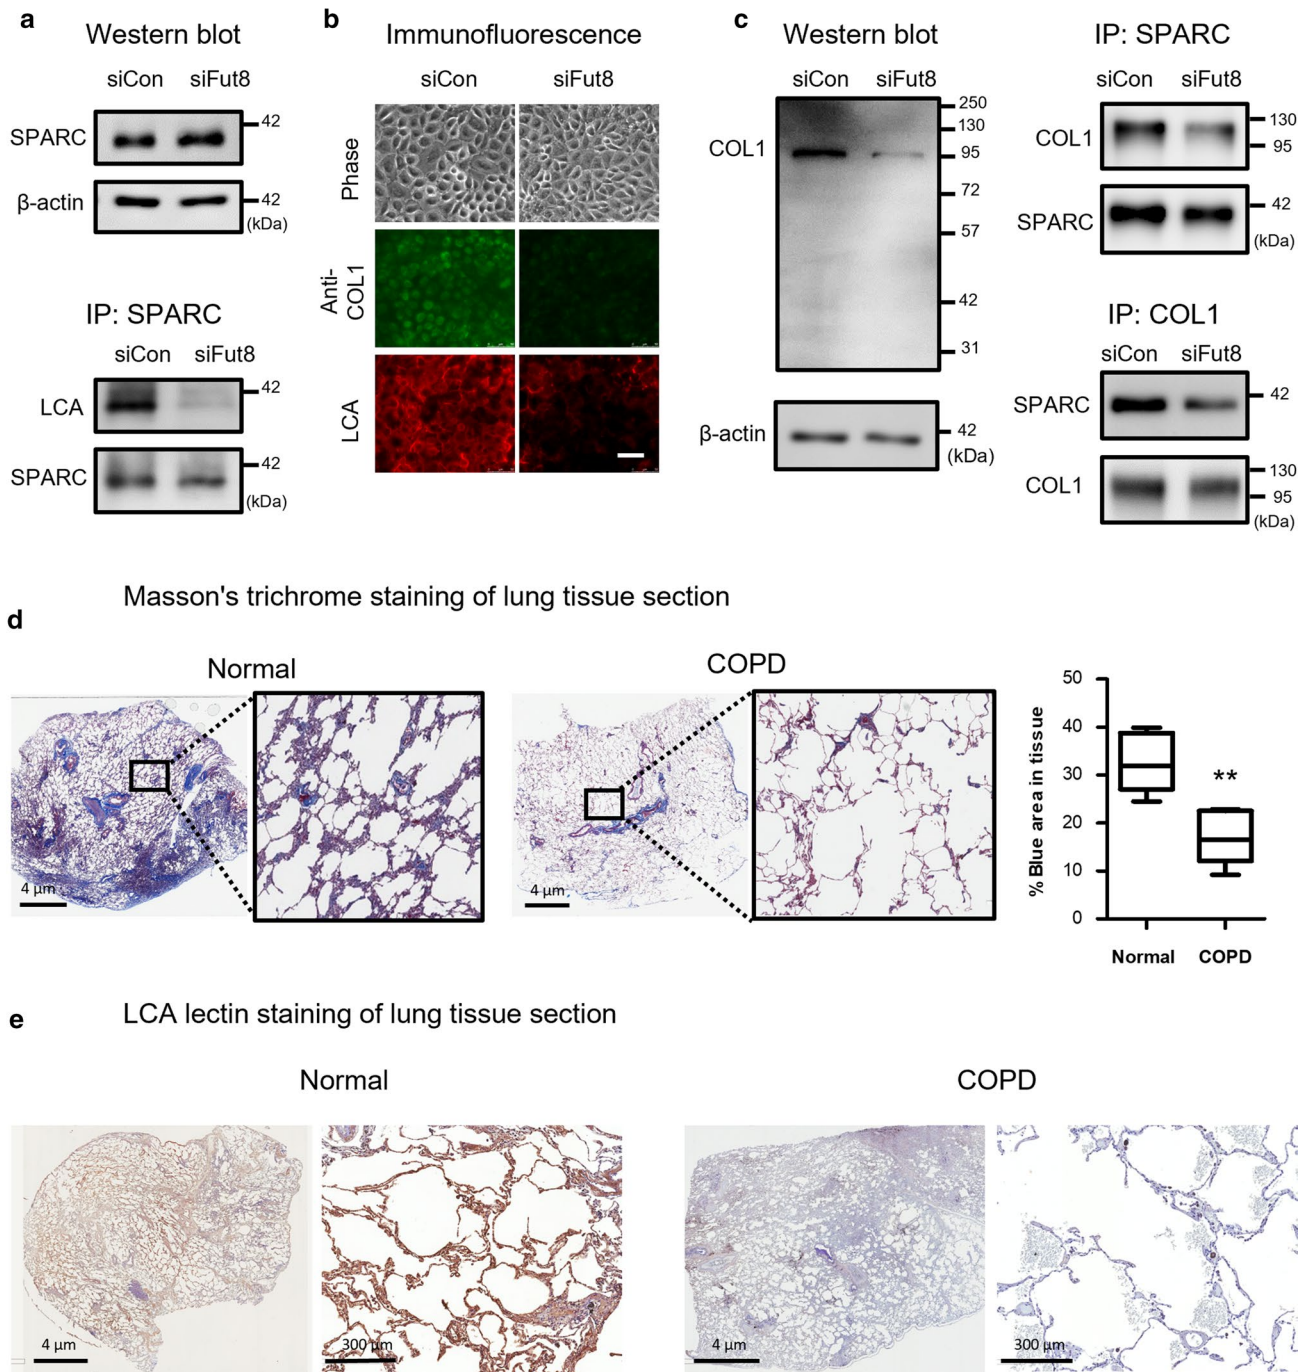 a
Western blot
siCon siFut8
SPARC
42
β-actin
42
(kDa)
IP: SPARC
siCon siFut8
LCA
42
SPARC
42
(kDa)
b
Immunofluorescence
siCon siFut8
Phase
Anti-
COL1
LCA
c
Western blot
siCon siFut8
COL1
250
130
95
72
57
42
31
β-actin
42
(kDa)
IP: SPARC
siCon siFut8
COL1
130
95
SPARC
42
(kDa)
IP: COL1
siCon siFut8
SPARC
42
COL1
130
95
(kDa)
Masson's trichrome staining of lung tissue section
d
Normal
4 μm
COPD
4 μm
% Blue area in tissue
50
40
30
20
10
0
**
Normal COPD
LCA lectin staining of lung tissue section
e
Normal
4 μm
300 μm
COPD
4 μm
300 μm